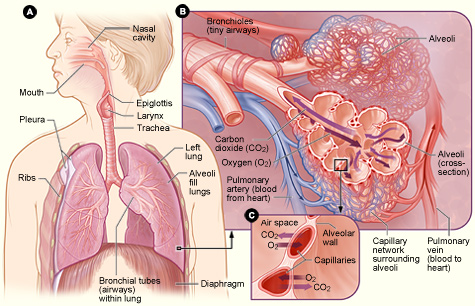 A
Nasal
cavity
Mouth
Epiglottis
Larynx
Trachea
Pleura
Left
lung
Ribs
Alveoli
fill
lungs
Bronchial tubes
(airways)
within lung
Diaphragm
B
Bronchioles
(tiny airways)
Alveoli
Carbon
dioxide (CO2)
Oxygen (O2)
Pulmonary
artery (blood
from heart)
Alveoli
(cross-
section)
Capillary
network
surrounding
alveoli
Pulmonary
vein
(blood to
heart)
C
Air space
CO2
O2
Alveolar
wall
Capillaries
O2
CO2